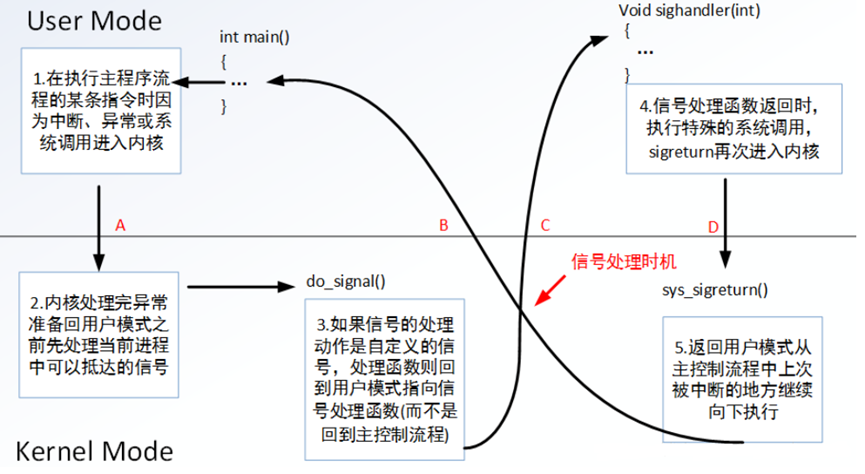 User Mode
int main()
{
...
}
1.在执行主程序流
程的某条指令时因
为中断、异常或系
统调用进入内核
Void sighandler(int)
{
...
}
4.信号处理函数返回时，
执行特殊的系统调用，
sigreturn再次进入内核
A
B
C
D
信号处理时机
2.内核处理完异常
准备回用户模式之
前先处理当前进程
中可以抵达的信号
do_signal()
3.如果信号的处理
动作是自定义的信
号，处理函数则回
到用户模式指向信
号处理函数(而不是
回到主控制流程)
sys_sigreturn()
5.返回用户模式从
主控制流程中上次
被中断的地方继续
向下执行
Kernel Mode